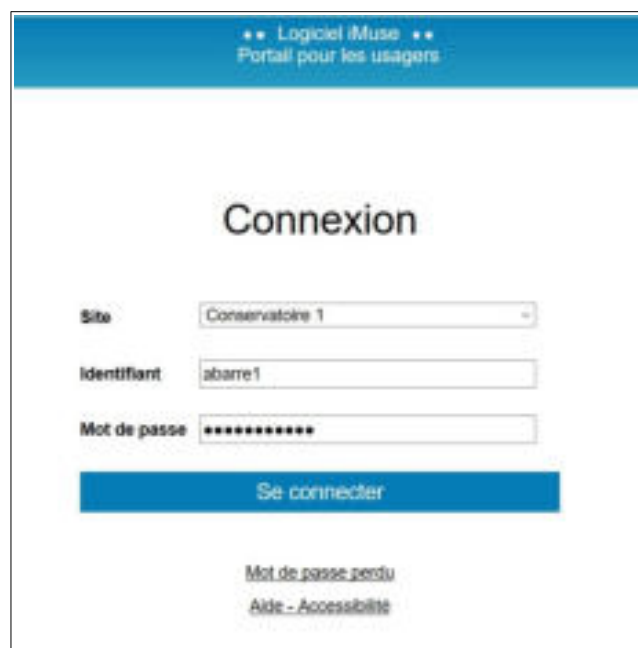 •• Logiciel iMuse ••
Portail pour les usagers
Connexion
Site Conservatoire 1
Identifiant abarre1
Mot de passe •••••••••••
Se connecter
Mot de passe perdu
Aide - Accessibilité